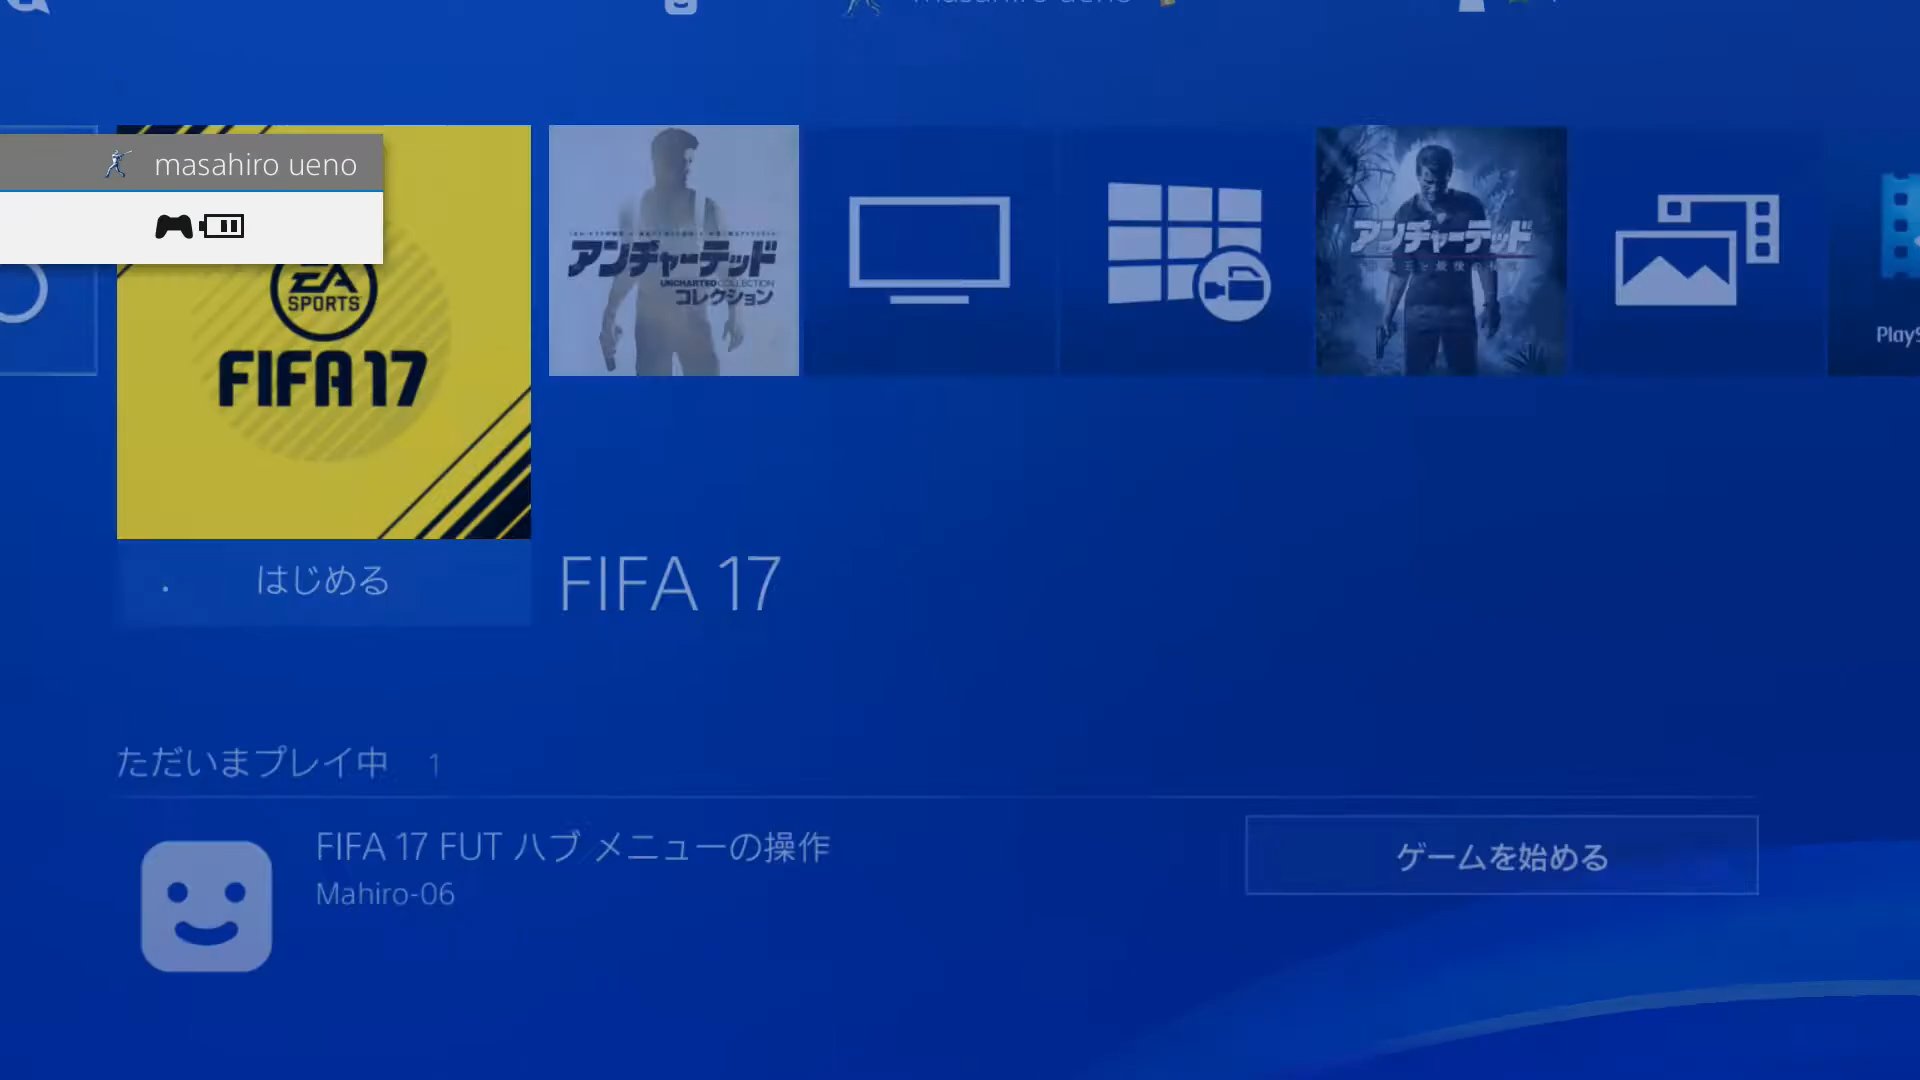 masahiro ueno
EA
SPORTS
FIFA 17
アンチャーテッド
UNCHARTED COLLECTION
コレクション
アンチャーテッド
PlayS
はじめる
FIFA 17
ただいまプレイ中 1
FIFA 17 FUT ハブ メニューの操作
Mahiro-06
ゲームを始める